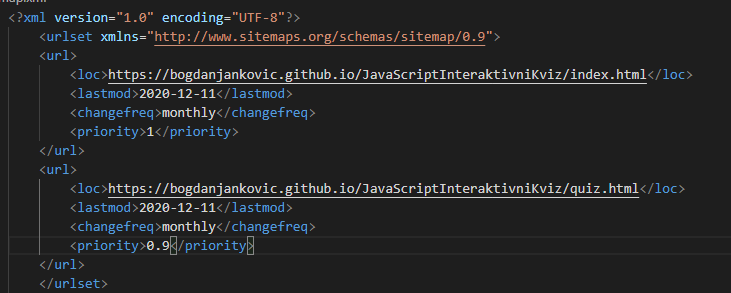 <?xml version="1.0" encoding="UTF-8"?>
<urlset xmlns="http://www.sitemaps.org/schemas/sitemap/0.9">
<url>
<loc>https://bogdanjankovic.github.io/JavaScriptInteraktivniKviz/index.html</loc>
<lastmod>2020-12-11</lastmod>
<changefreq>monthly</changefreq>
<priority>1</priority>
</url>
<url>
<loc>https://bogdanjankovic.github.io/JavaScriptInteraktivniKviz/quiz.html</loc>
<lastmod>2020-12-11</lastmod>
<changefreq>monthly</changefreq>
<priority>0.9</priority>
</url>
</urlset>